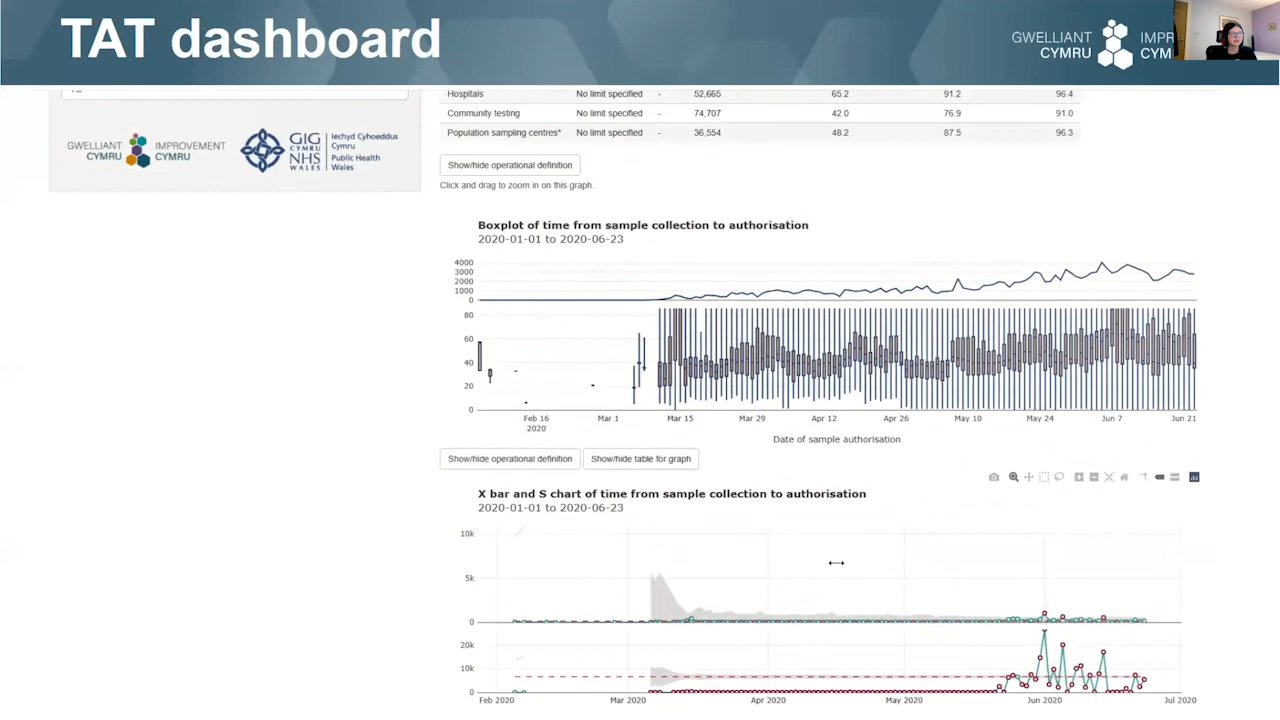 TAT dashboard
GWELLIANT
CYMRU
IMPR
CYM
Hospitals No limit specified - 52,665 65.2 91.2 96.4
Community testing No limit specified - 74,707 42.0 76.9 91.0
Population sampling centres* No limit specified - 36,554 48.2 87.5 96.3
GWELLIANT
CYMRU
IMPROVEMENT
CYMRU
GIG
CYMRU
NHS
WALES
Iechyd Cyhoeddus
Cymru
Public Health
Wales
Show/hide operational definition
Click and drag to zoom in on this graph.
Boxplot of time from sample collection to authorisation
2020-01-01 to 2020-06-23
4000
3000
2000
1000
0
80
60
40
20
0
Feb 16 Mar 1 Mar 15 Mar 29 Apr 12 Apr 26 May 10 May 24 Jun 7 Jun 21
2020
Date of sample authorisation
Show/hide operational definition Show/hide table for graph
X bar and S chart of time from sample collection to authorisation
2020-01-01 to 2020-06-23
10k
5k
0
20k
10k
0
Feb 2020 Mar 2020 Apr 2020 May 2020 Jun 2020 Jul 2020